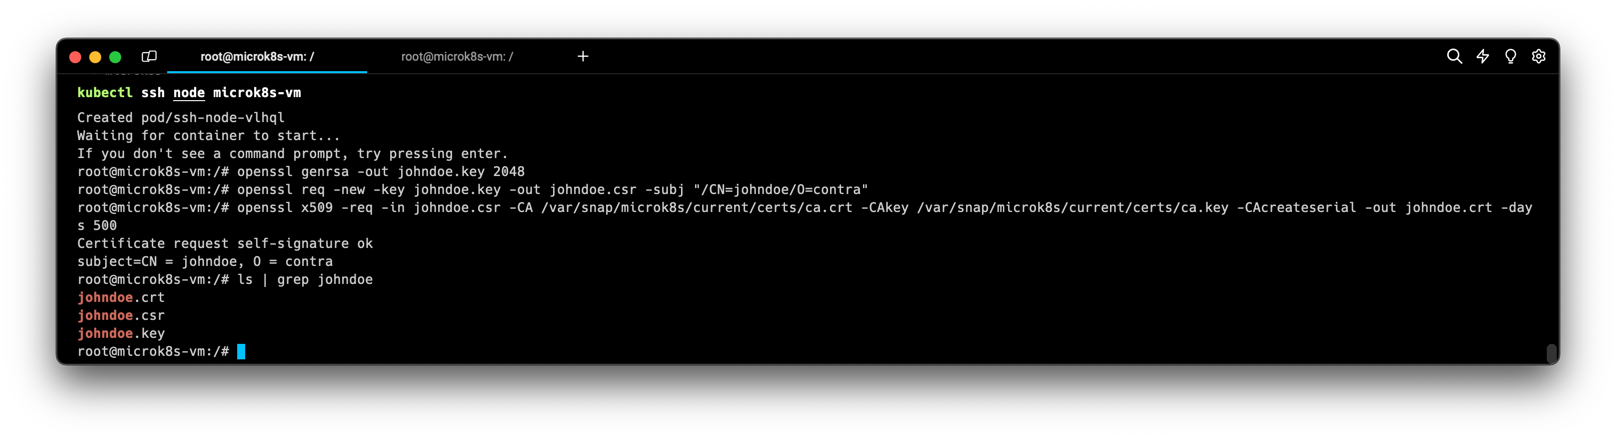 root@microk8s-vm: /
root@microk8s-vm: /
+
kubectl ssh node microk8s-vm
Created pod/ssh-node-vlhql
Waiting for container to start...
If you don't see a command prompt, try pressing enter.
root@microk8s-vm:/# openssl genrsa -out johndoe.key 2048
root@microk8s-vm:/# openssl req -new -key johndoe.key -out johndoe.csr -subj "/CN=johndoe/O=contra"
root@microk8s-vm:/# openssl x509 -req -in johndoe.csr -CA /var/snap/microk8s/current/certs/ca.crt -CAkey /var/snap/microk8s/current/certs/ca.key -CAcreateserial -out johndoe.crt -day
s 500
Certificate request self-signature ok
subject=CN = johndoe, O = contra
root@microk8s-vm:/# ls | grep johndoe
johndoe.crt
johndoe.csr
johndoe.key
root@microk8s-vm:/#